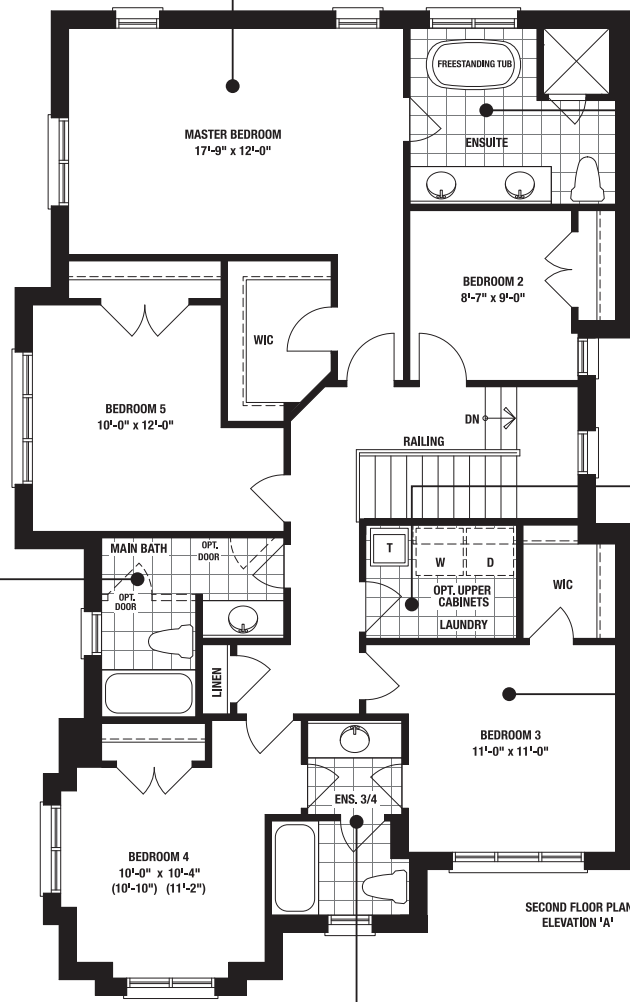 FREESTANDING TUB
MASTER BEDROOM
17'-9" x 12'-0"
ENSUITE
BEDROOM 2
8'-7" x 9'-0"
WIC
BEDROOM 5
10'-0" x 12'-0"
DN
RAILING
MAIN BATH
OPT.
DOOR
OPT.
DOOR
T
W
D
OPT. UPPER
CABINETS
LAUNDRY
WIC
LINEN
BEDROOM 3
11'-0" x 11'-0"
ENS. 3/4
BEDROOM 4
10'-0" x 10'-4"
(10'-10") (11'-2")
SECOND FLOOR PLAN
ELEVATION 'A'